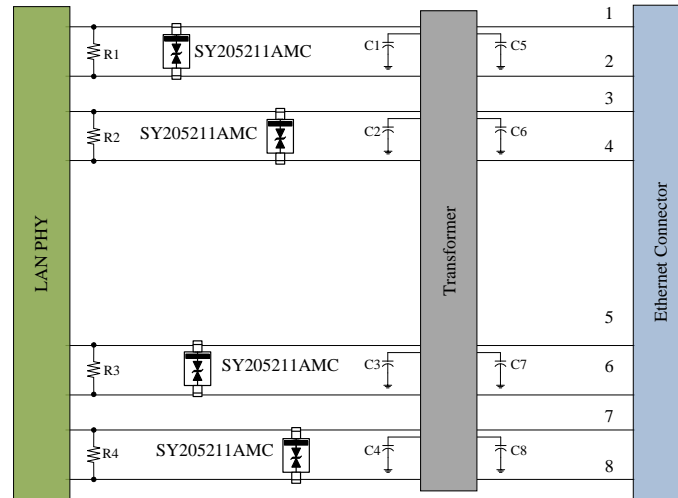 1
C1
C5
R1
SY205211AMC
2
3
SY205211AMC
C2
C6
R2
4
LAN PHY
Transformer
Ethernet Connector
5
R3
SY205211AMC
C3
C7
6
7
R4
SY205211AMC
C4
C8
8